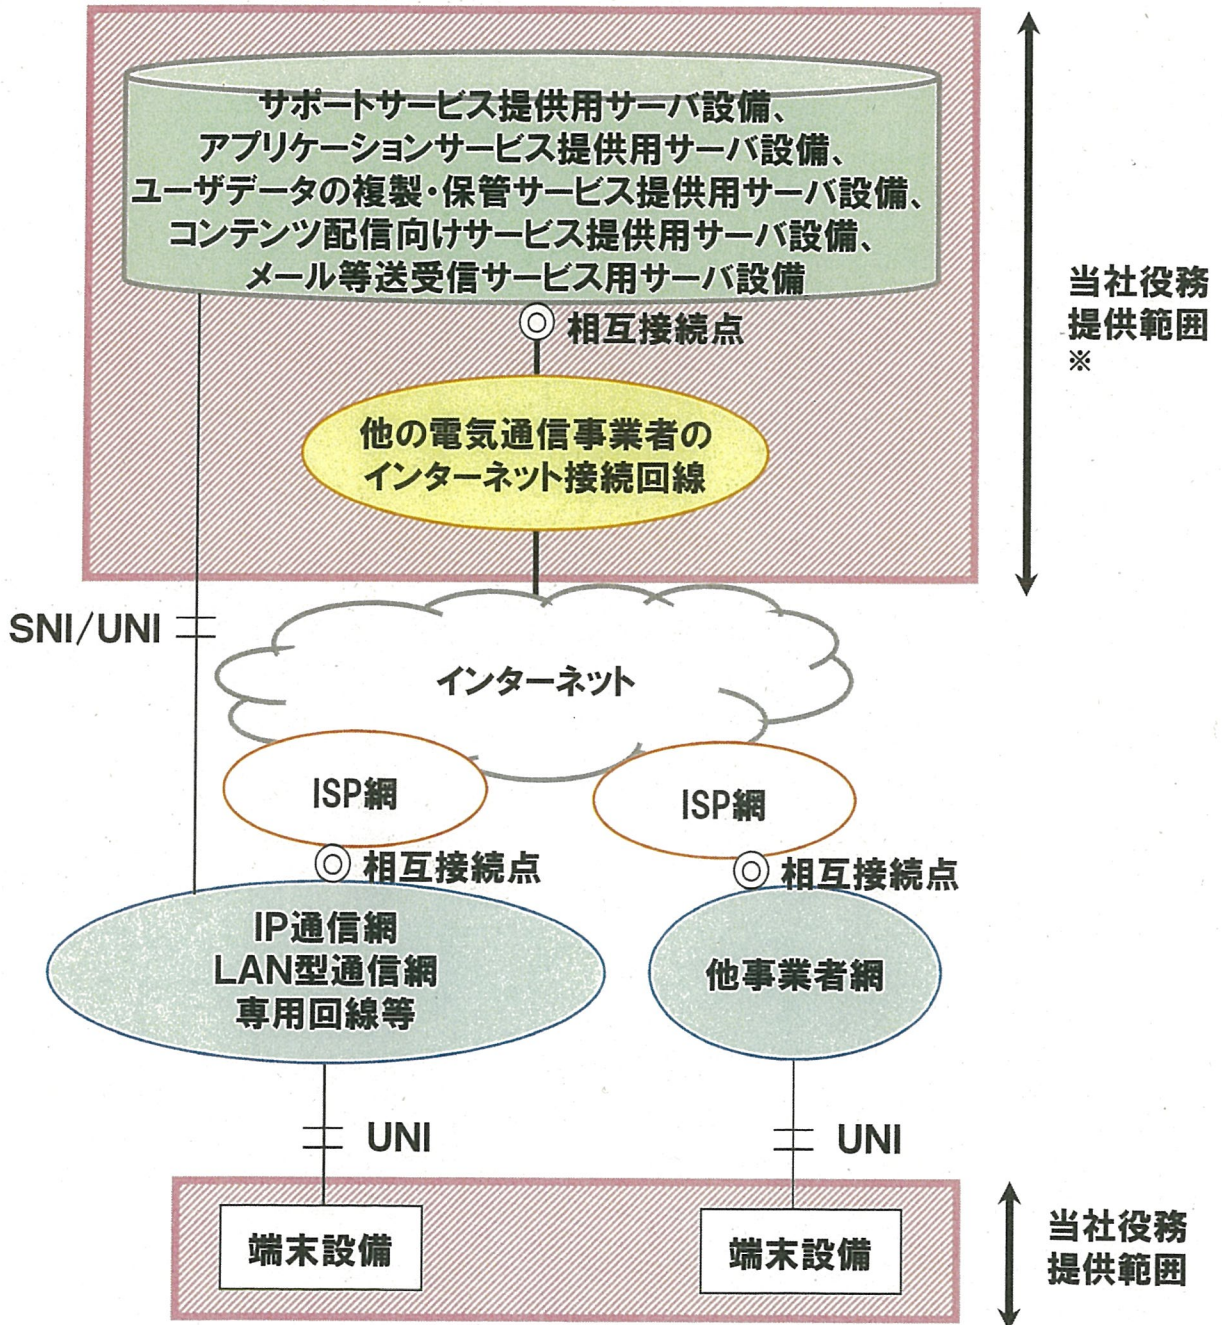 サポートサービス提供用サーバ設備、
アプリケーションサービス提供用サーバ設備、
ユーザデータの複製・保管サービス提供用サーバ設備、
コンテンツ配信向けサービス提供用サーバ設備、
メール等送受信サービス用サーバ設備
相互接続点
当社役務
提供範囲
※
他の電気通信事業者の
インターネット接続回線
SNI/UNI
インターネット
ISP網
ISP網
相互接続点
相互接続点
IP通信網
LAN型通信網
専用回線等
他事業者網
UNI
UNI
端末設備
端末設備
当社役務
提供範囲